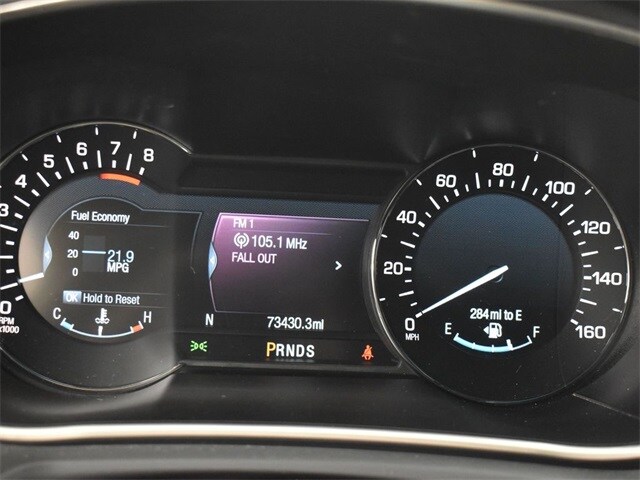 0 3 4 5 6 7 8
RPM
x1000
Fuel Economy
40
20
0
21.9
MPG
OK Hold to Reset
C H
FM 1
105.1 MHz
FALL OUT
>
N 73430.3mi
PRNDS
0 20 40 60 80 100 120 140 160
MPH
284 mi to E
E F